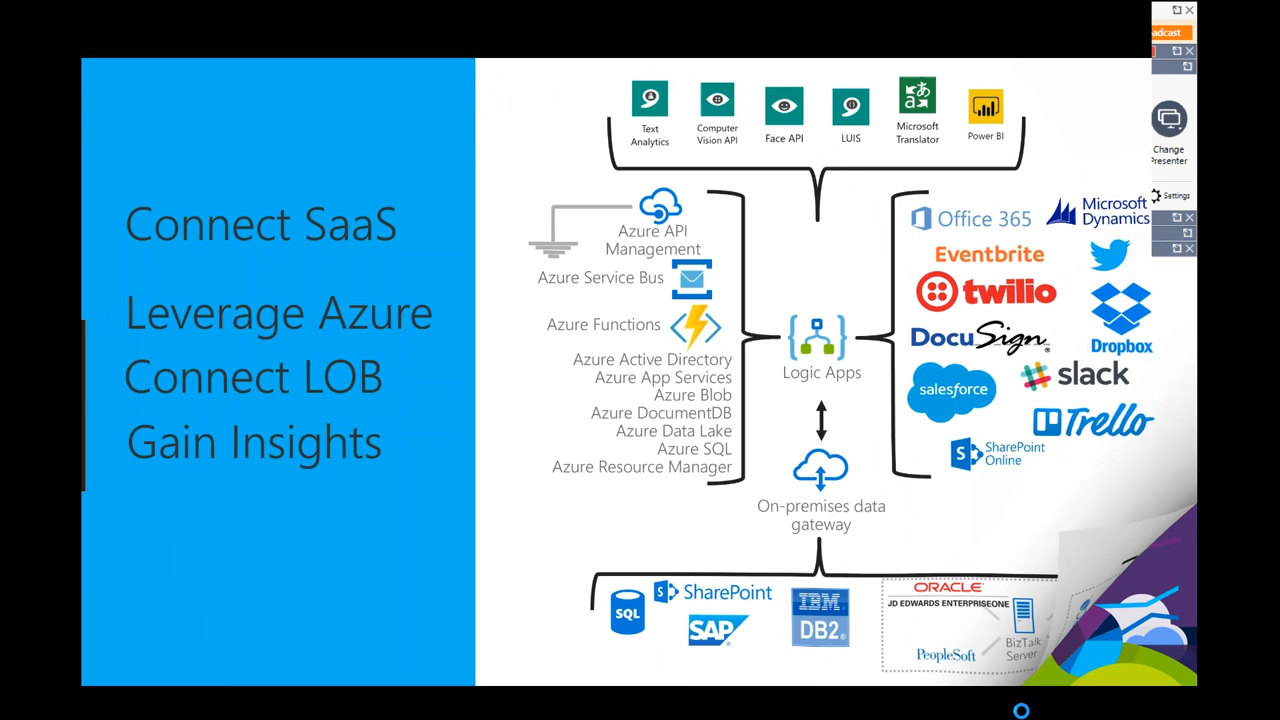 Connect SaaS
Leverage Azure
Connect LOB
Gain Insights
Text
Analytics
Computer
Vision API
Face API
LUIS
Microsoft
Translator
Power BI
Azure API
Management
Azure Service Bus
Azure Functions
Azure Active Directory
Azure App Services
Azure Blob
Azure DocumentDB
Azure Data Lake
Azure SQL
Azure Resource Manager
Logic Apps
On-premises data
gateway
Office 365
Microsoft
Dynamics
Eventbrite
twilio
DocuSign
Dropbox
salesforce
slack
Trello
SharePoint
Online
SQL
SharePoint
SAP
IBM
DB2
ORACLE
JD EDWARDS ENTERPRISEONE
PeopleSoft
BizTalk
Server
adcast
Change
Presenter
Settings